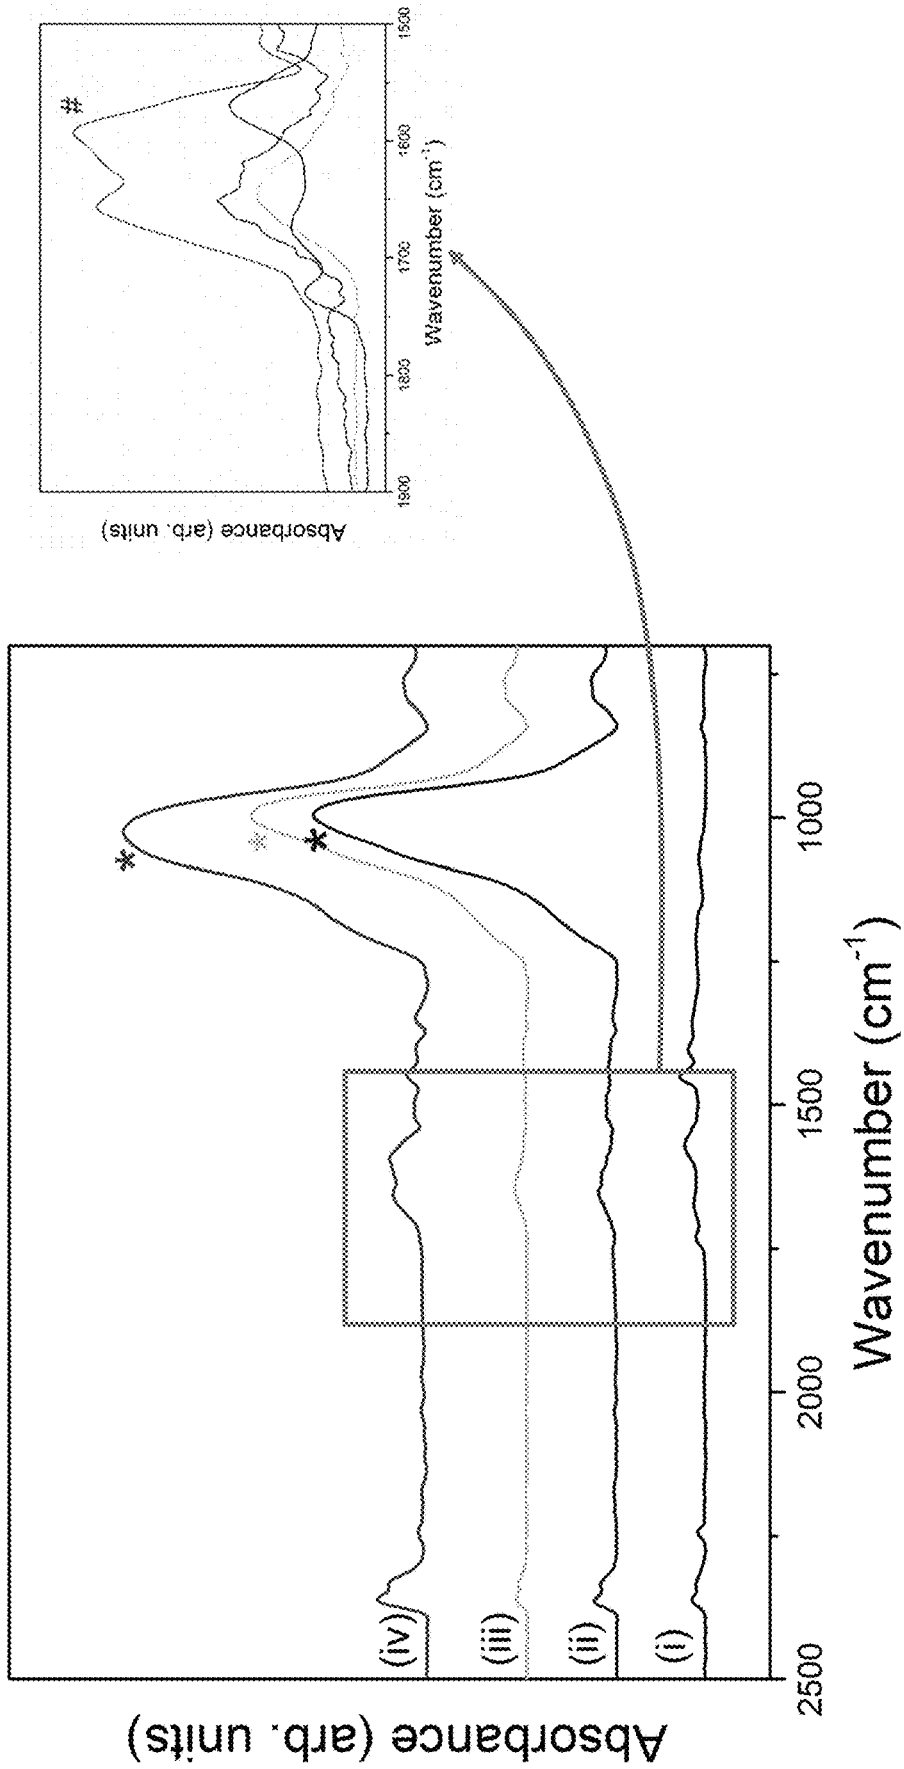 Absorbance (arb. units)
(iv)
(iii)
(ii)
(i)
*
*
*
2500
2000
1500
1000
Wavenumber (cm⁻¹)
Absorbance (arb. units)
#
1900
1800
1700
1600
1500
Wavenumber (cm⁻¹)